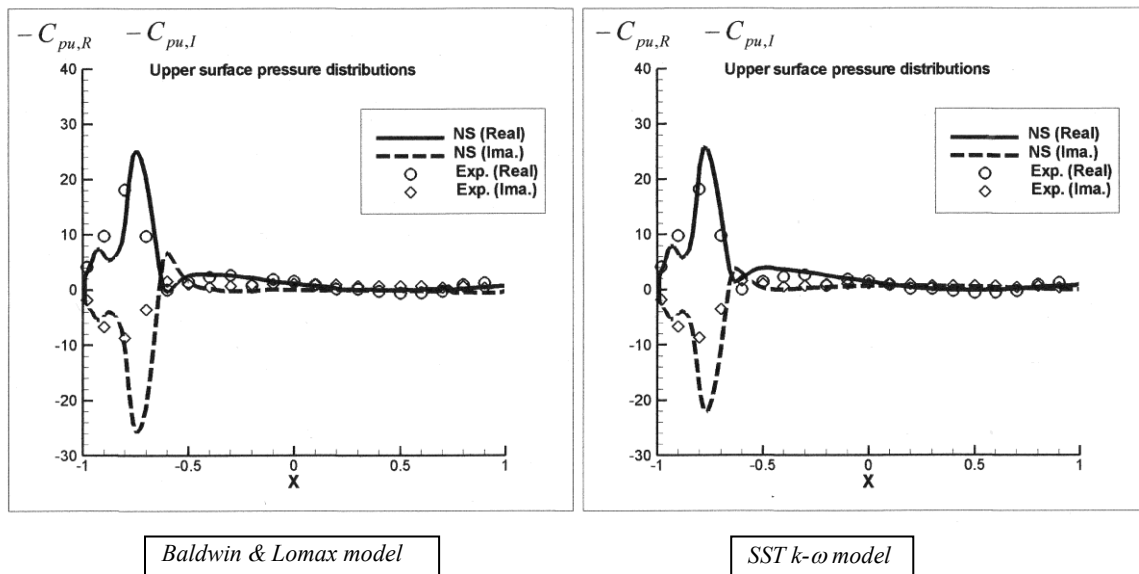 − C_{pu,R} − C_{pu,I}
Upper surface pressure distributions
NS (Real)
NS (Ima.)
Exp. (Real)
Exp. (Ima.)
40
30
20
10
0
-10
-20
-30
-1
-0.5
0
0.5
1
X
Baldwin & Lomax model
− C_{pu,R} − C_{pu,I}
Upper surface pressure distributions
NS (Real)
NS (Ima.)
Exp. (Real)
Exp. (Ima.)
40
30
20
10
0
-10
-20
-30
-1
-0.5
0
0.5
1
X
SST k-ω model